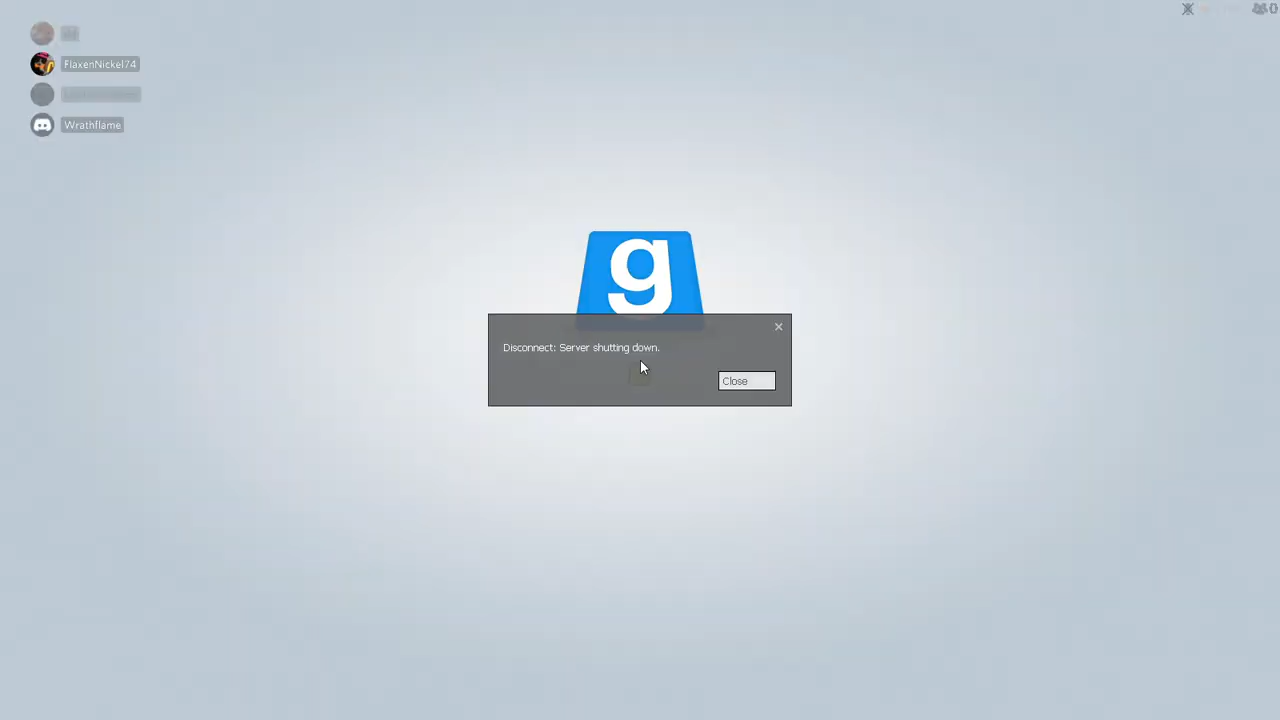 FlaxenNickel74
Wrathflame
g
Disconnect: Server shutting down.
Close